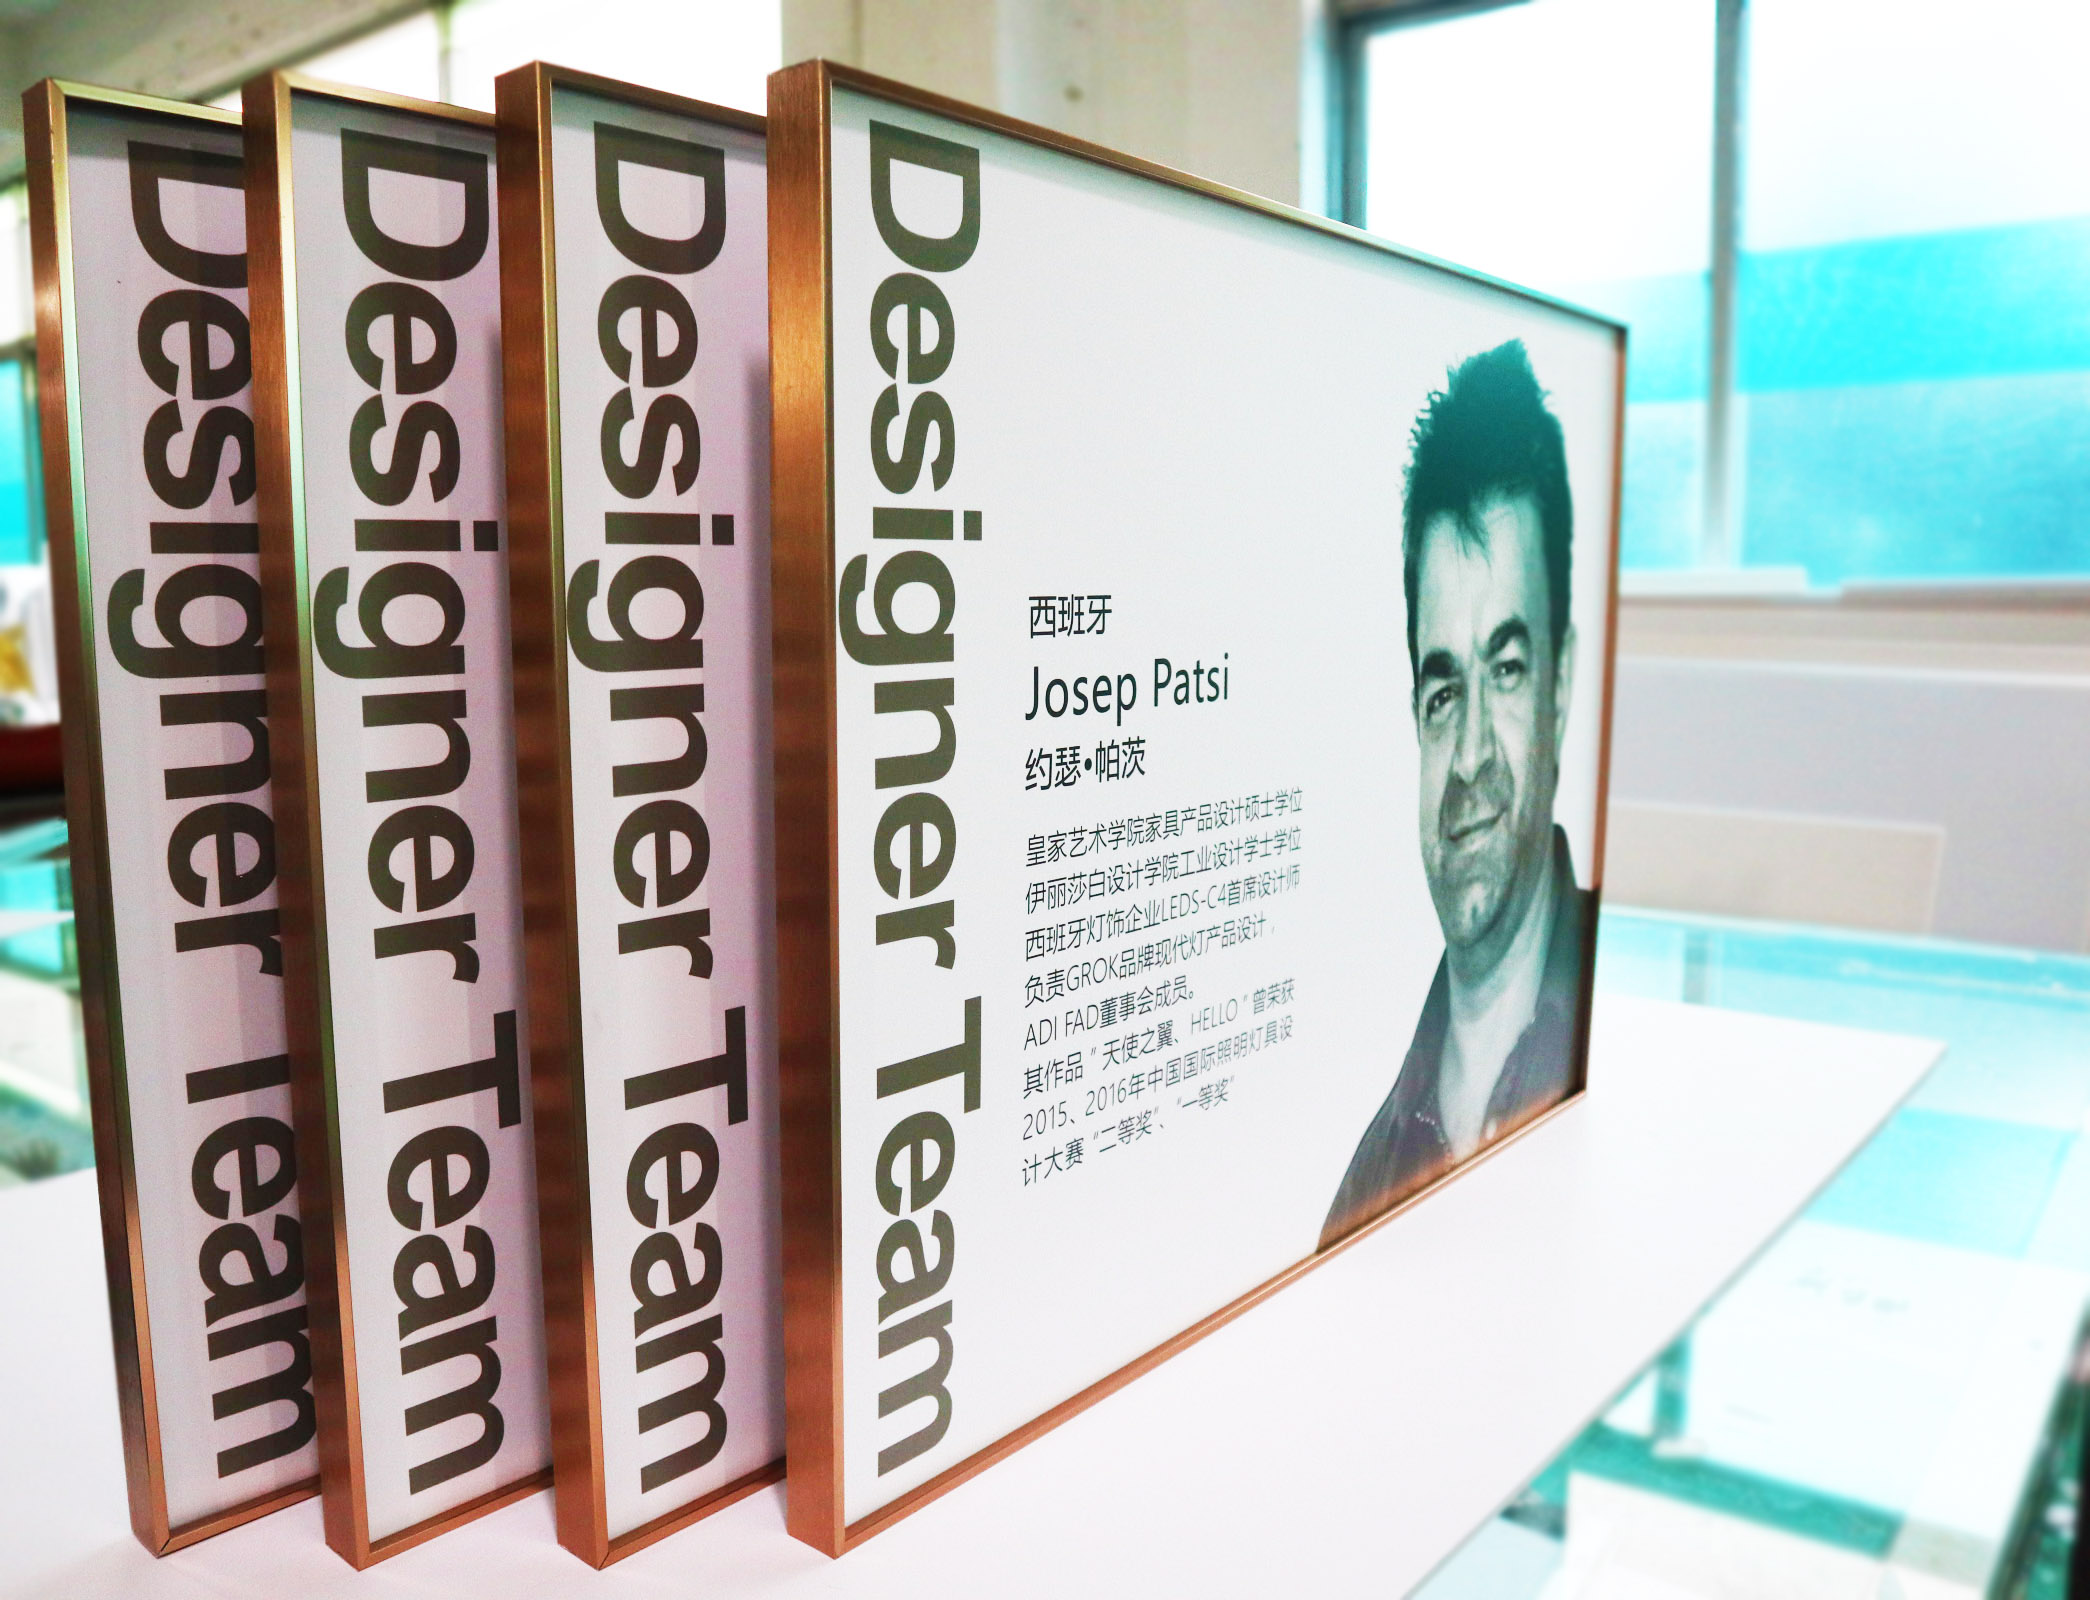 Designer Team
Designer Team
Designer Team
Designer Team
西班牙
Josep Patsi
约瑟•帕茨
皇家艺术学院家具产品设计硕士学位
伊丽莎白设计学院工业设计学士学位
西班牙灯饰企业LEDS-C4首席设计师
负责GROK品牌现代灯产品设计，
ADI FAD董事会成员。
其作品“天使之翼、HELLO”曾荣获
2015、2016年中国国际照明灯具设
计大赛“二等奖”、“一等奖”